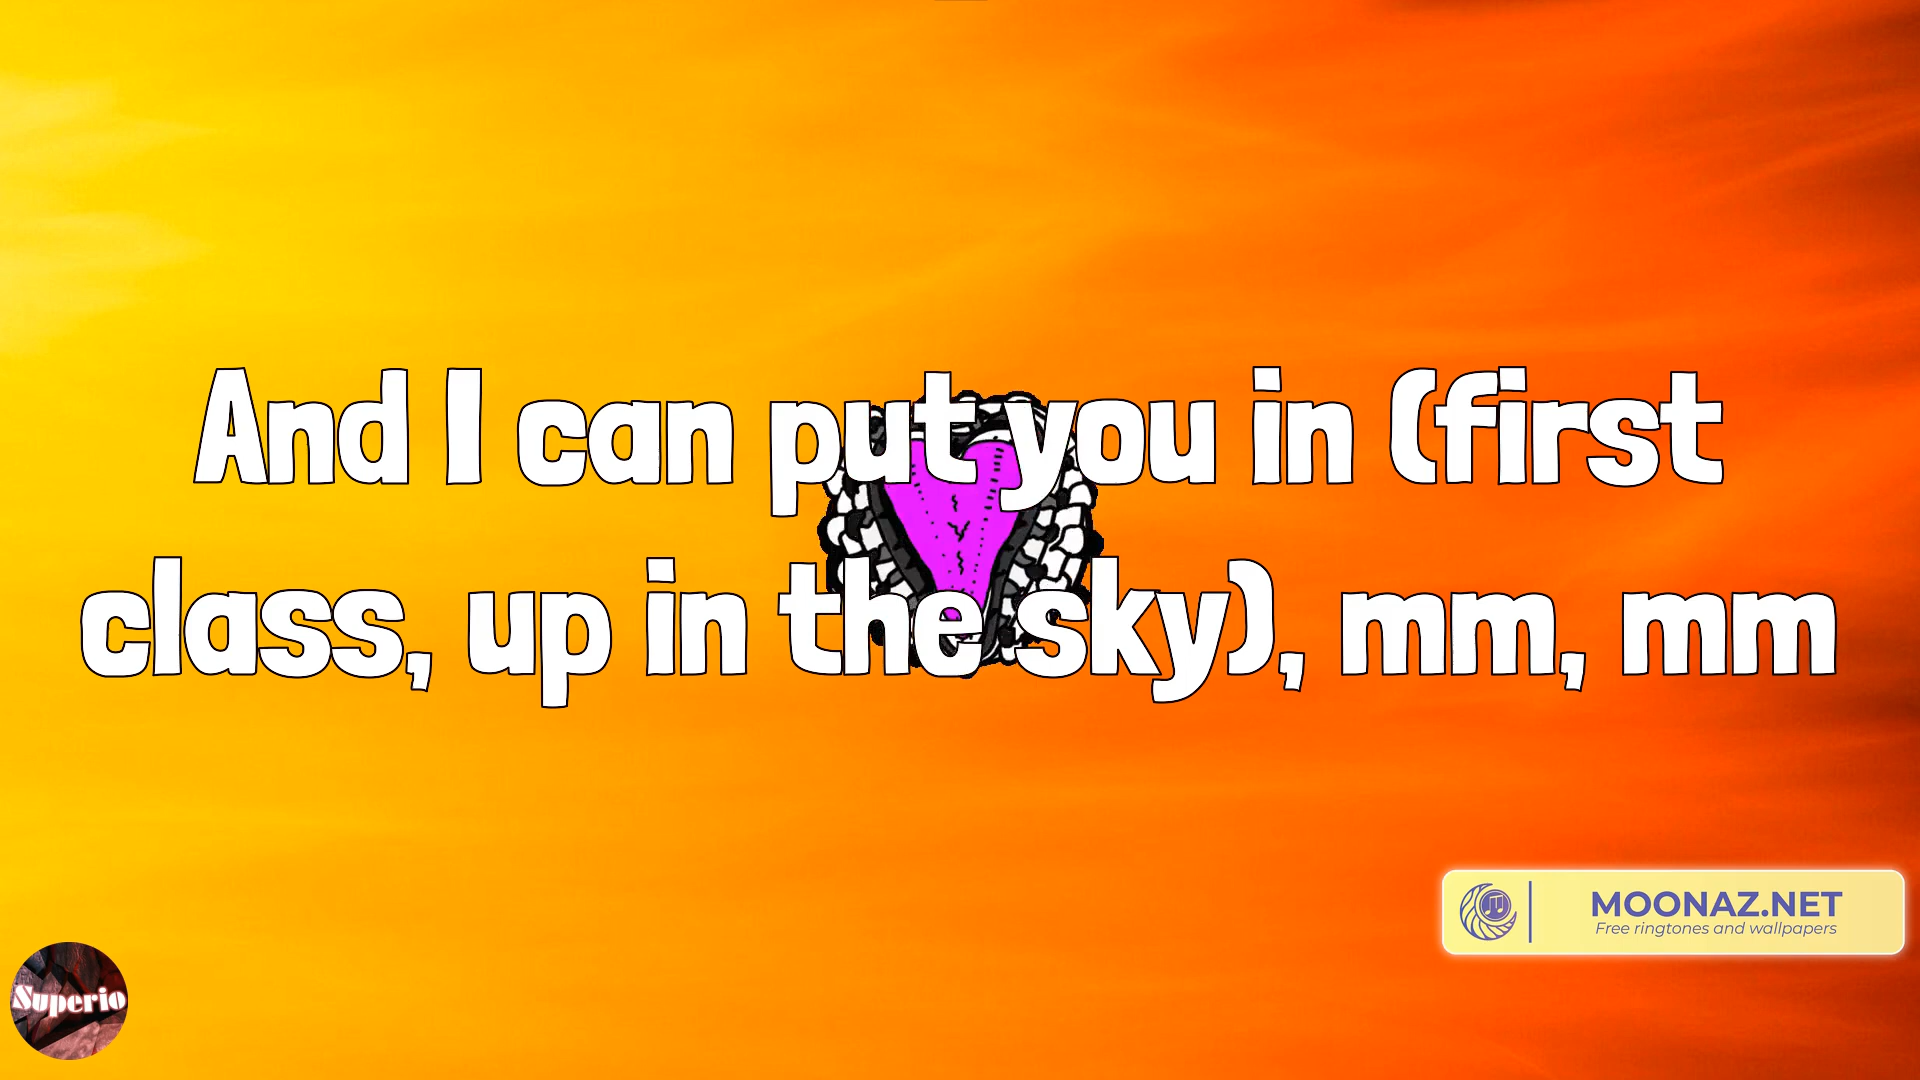 And I can put you in (first
class, up in the sky), mm, mm
MOONAZ.NET
Free ringtones and wallpapers
Superio